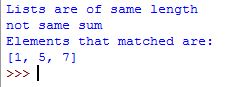 Lists are of same length
not same sum
Elements that matched are:
[1, 5, 7]
>>>